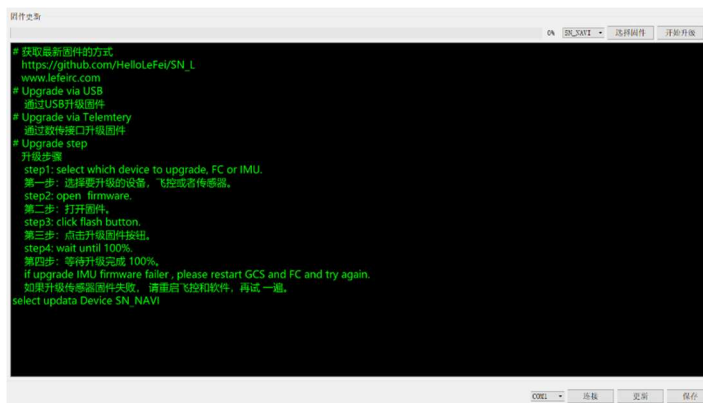 固件更新
0% SN_NAVI 选择固件 开始升级
# 获取最新固件的方式
https://github.com/HelloLeFei/SN_L
www.lefeirc.com
# Upgrade via USB
通过USB升级固件
# Upgrade via Telemtery
通过数传接口升级固件
# Upgrade step
升级步骤
step1: select which device to upgrade, FC or IMU.
第一步：选择要升级的设备，飞控或者传感器。
step2: open firmware.
第二步：打开固件。
step3: click flash button.
第三步：点击升级固件按钮。
step4: wait until 100%.
第四步：等待升级完成 100%。
if upgrade IMU firmware failer , please restart GCS and FC and try again.
如果升级传感器固件失败， 请重启飞控和软件，再试 一遍。
select updata Device SN_NAVI
COM1 连接 更新 保存